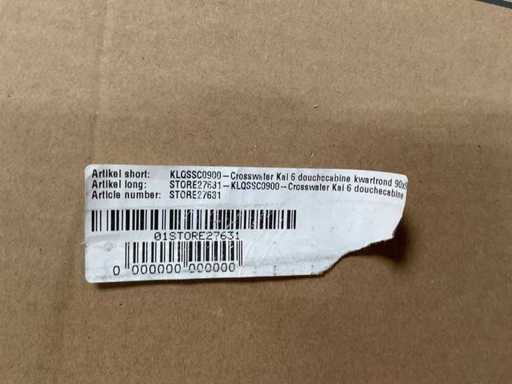 Artikel short: KLQSSC0900-Crosswater Kai 6 douchecabine kwartrond 90x9
Artikel long: STORE27631-KLQSSC0900-Crosswater Kai 6 douchecabine
Article number: STORE27631
01STORE27631
0 000000 000000